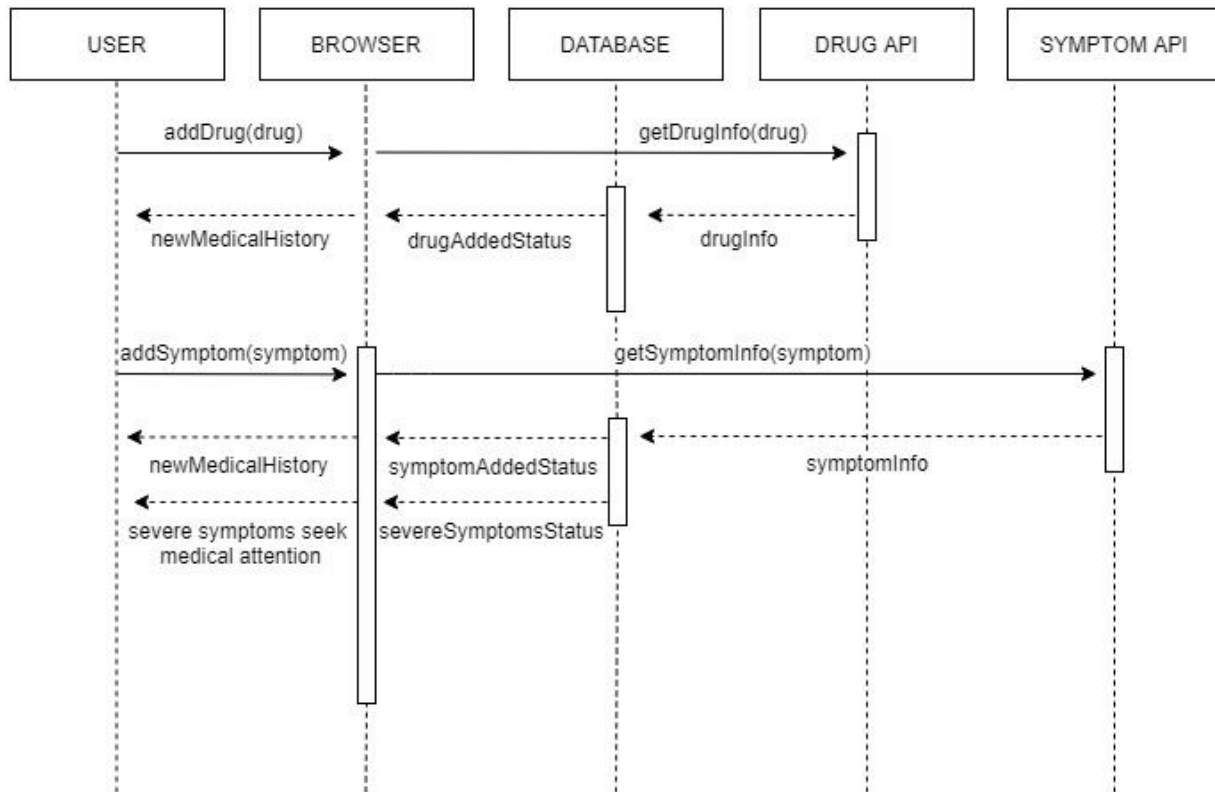 USER
BROWSER
DATABASE
DRUG API
SYMPTOM API
addDrug(drug)
getDrugInfo(drug)
newMedicalHistory
drugAddedStatus
drugInfo
addSymptom(symptom)
getSymptomInfo(symptom)
newMedicalHistory
symptomAddedStatus
symptomInfo
severe symptoms seek
medical attention
severeSymptomsStatus